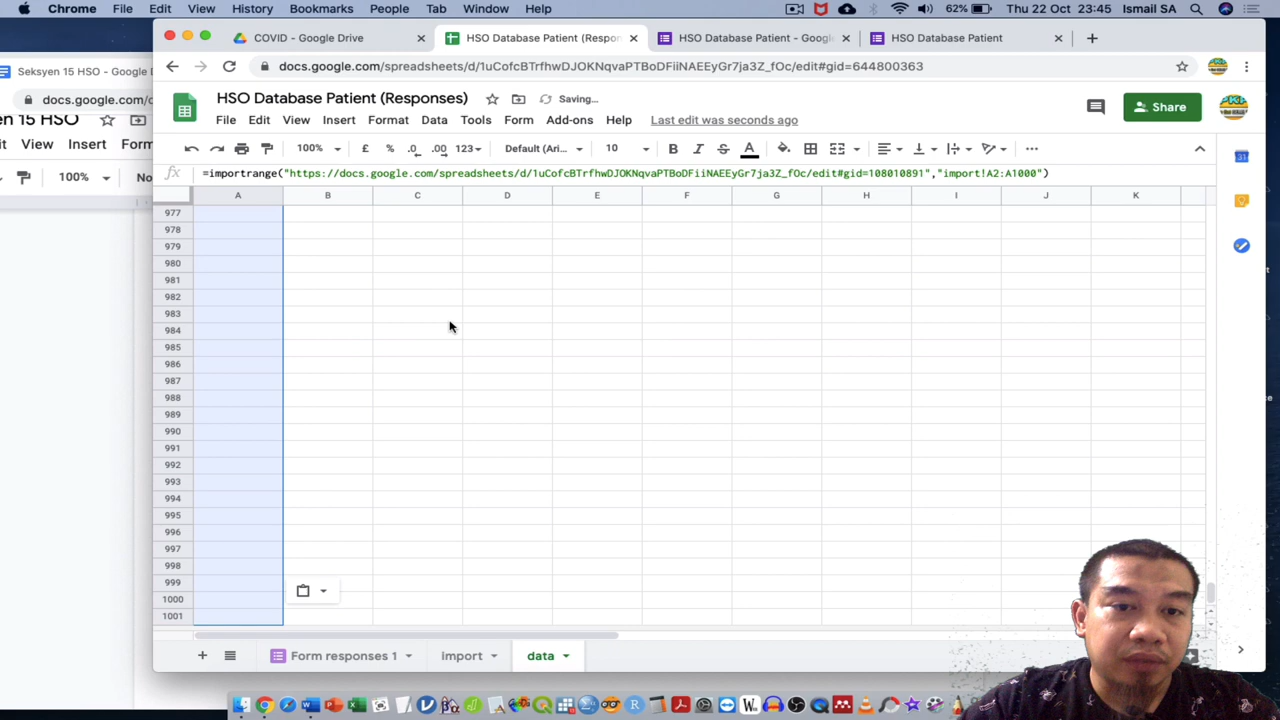 Chrome File Edit View History Bookmarks People Tab Window Help 62% Thu 22 Oct 23:45 Ismail SA
COVID - Google Drive × HSO Database Patient (Respon × HSO Database Patient - Google × HSO Database Patient × +
docs.google.com/spreadsheets/d/1uCofcBTrfhwDJOKNqvaPTBoDFiiNAEEyGr7ja3Z_fOc/edit#gid=644800363
Seksyen 15 HSO - Google
docs.google.com/
en 15 HSO
View Insert
75%
HSO Database Patient (Responses) Saving...
Share
File Edit View Insert Format Data Tools Form Add-ons Help Last edit was seconds ago
100% £ % .0 .00 123 Default (Ari... 10 B I S A
fx =importrange("https://docs.google.com/spreadsheets/d/1uCofcBTrfhwDJOKNqvaPTBoDFiiNAEEyGr7ja3Z_fOc/edit#gid=108010891","import!A2:A1000")
A B C D E F G H I J K
977
978
979
980
981
982
983
984
985
986
987
988
989
990
991
992
993
994
995
996
997
998
999
1000
1001
+ Form responses 1 import data